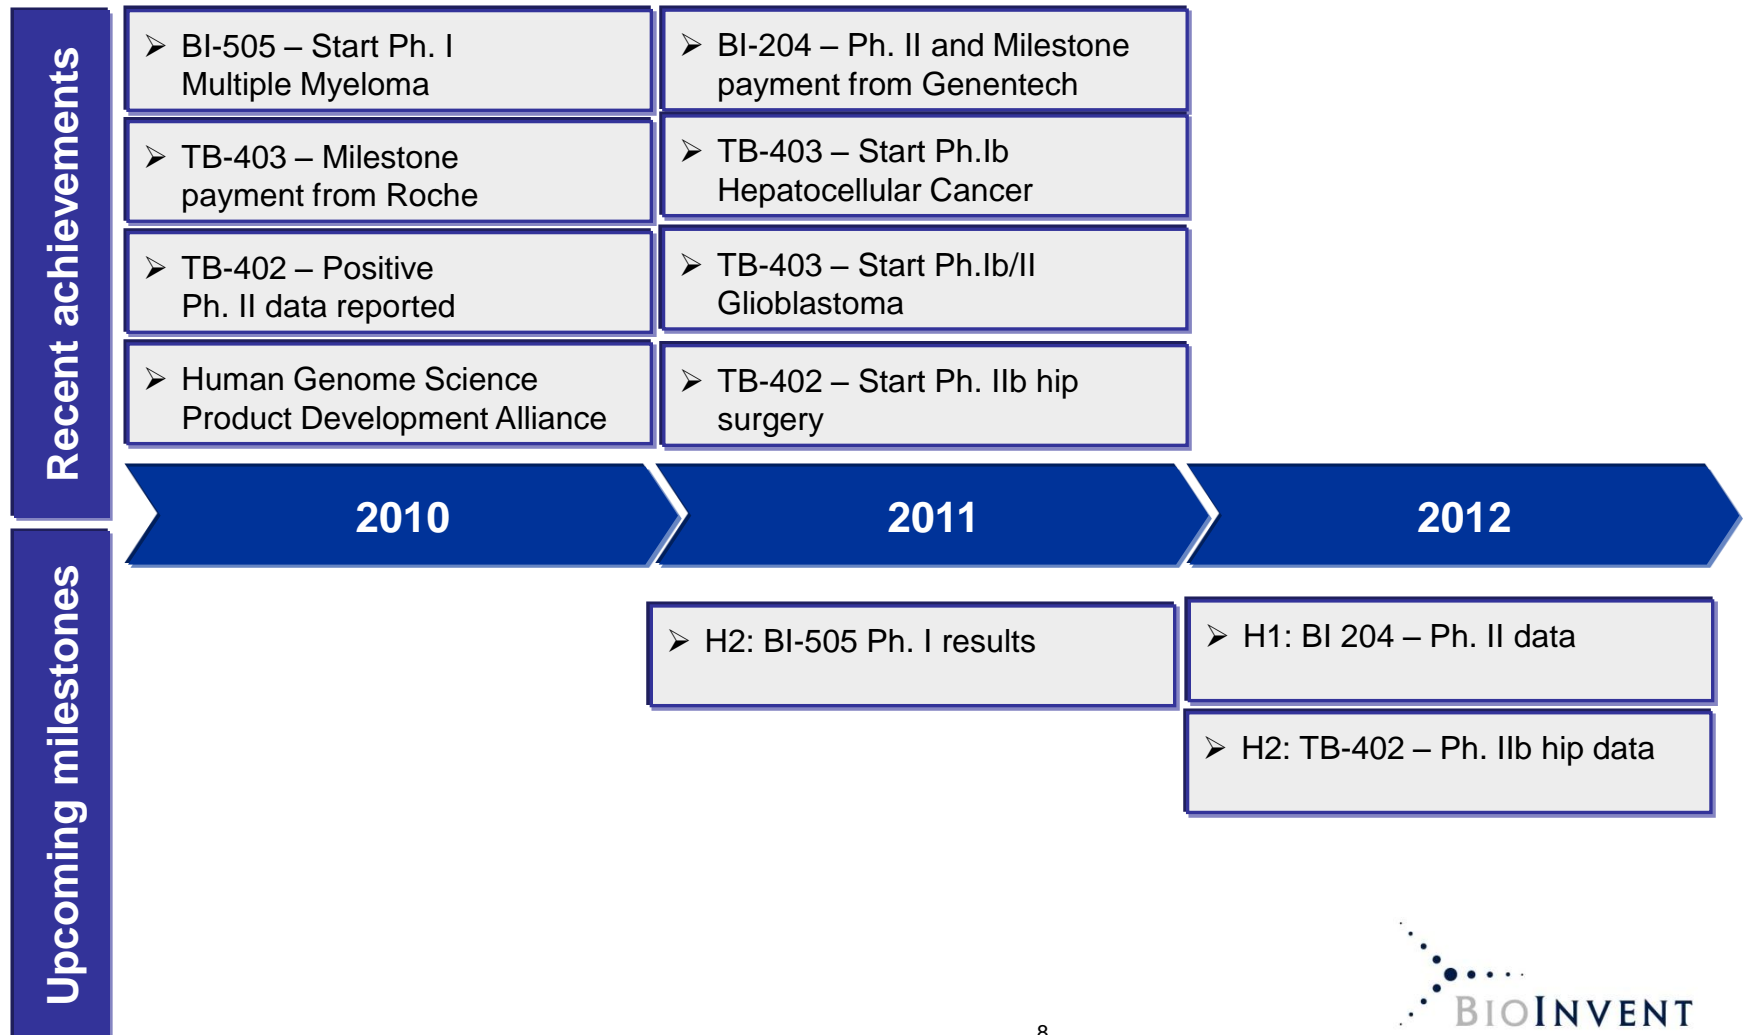 Recent achievements
➢ BI-505 – Start Ph. I
Multiple Myeloma
➢ TB-403 – Milestone
payment from Roche
➢ TB-402 – Positive
Ph. II data reported
➢ Human Genome Science
Product Development Alliance
➢ BI-204 – Ph. II and Milestone
payment from Genentech
➢ TB-403 – Start Ph.Ib
Hepatocellular Cancer
➢ TB-403 – Start Ph.Ib/II
Glioblastoma
➢ TB-402 – Start Ph. IIb hip
surgery
2010
2011
2012
Upcoming milestones
➢ H2: BI-505 Ph. I results
➢ H1: BI 204 – Ph. II data
➢ H2: TB-402 – Ph. IIb hip data
8
BIOINVENT